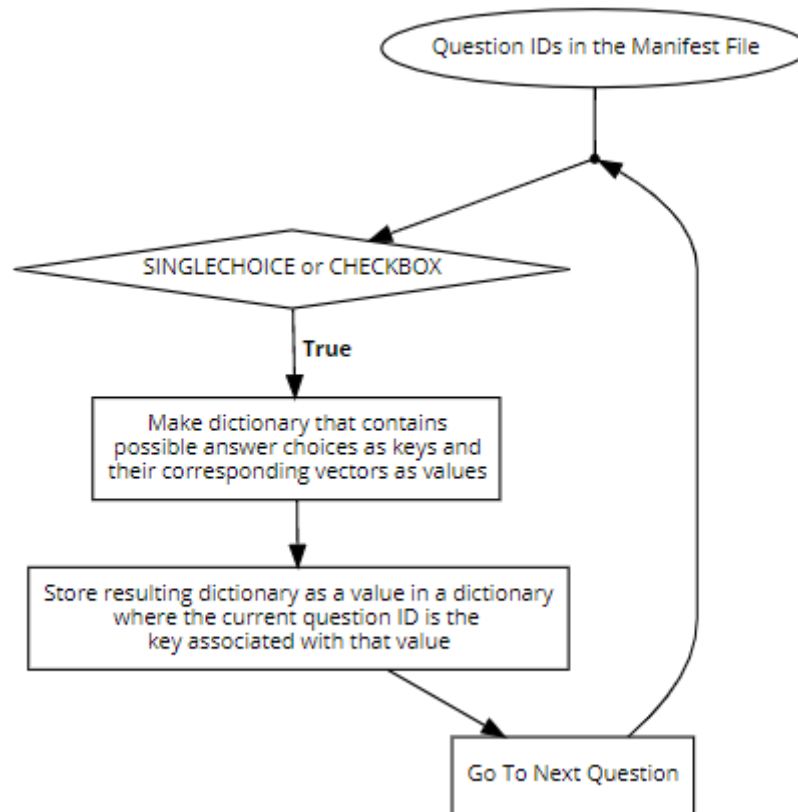 Question IDs in the Manifest File
SINGLECHOICE or CHECKBOX
True
Make dictionary that contains
possible answer choices as keys and
their corresponding vectors as values
Store resulting dictionary as a value in a dictionary
where the current question ID is the
key associated with that value
Go To Next Question